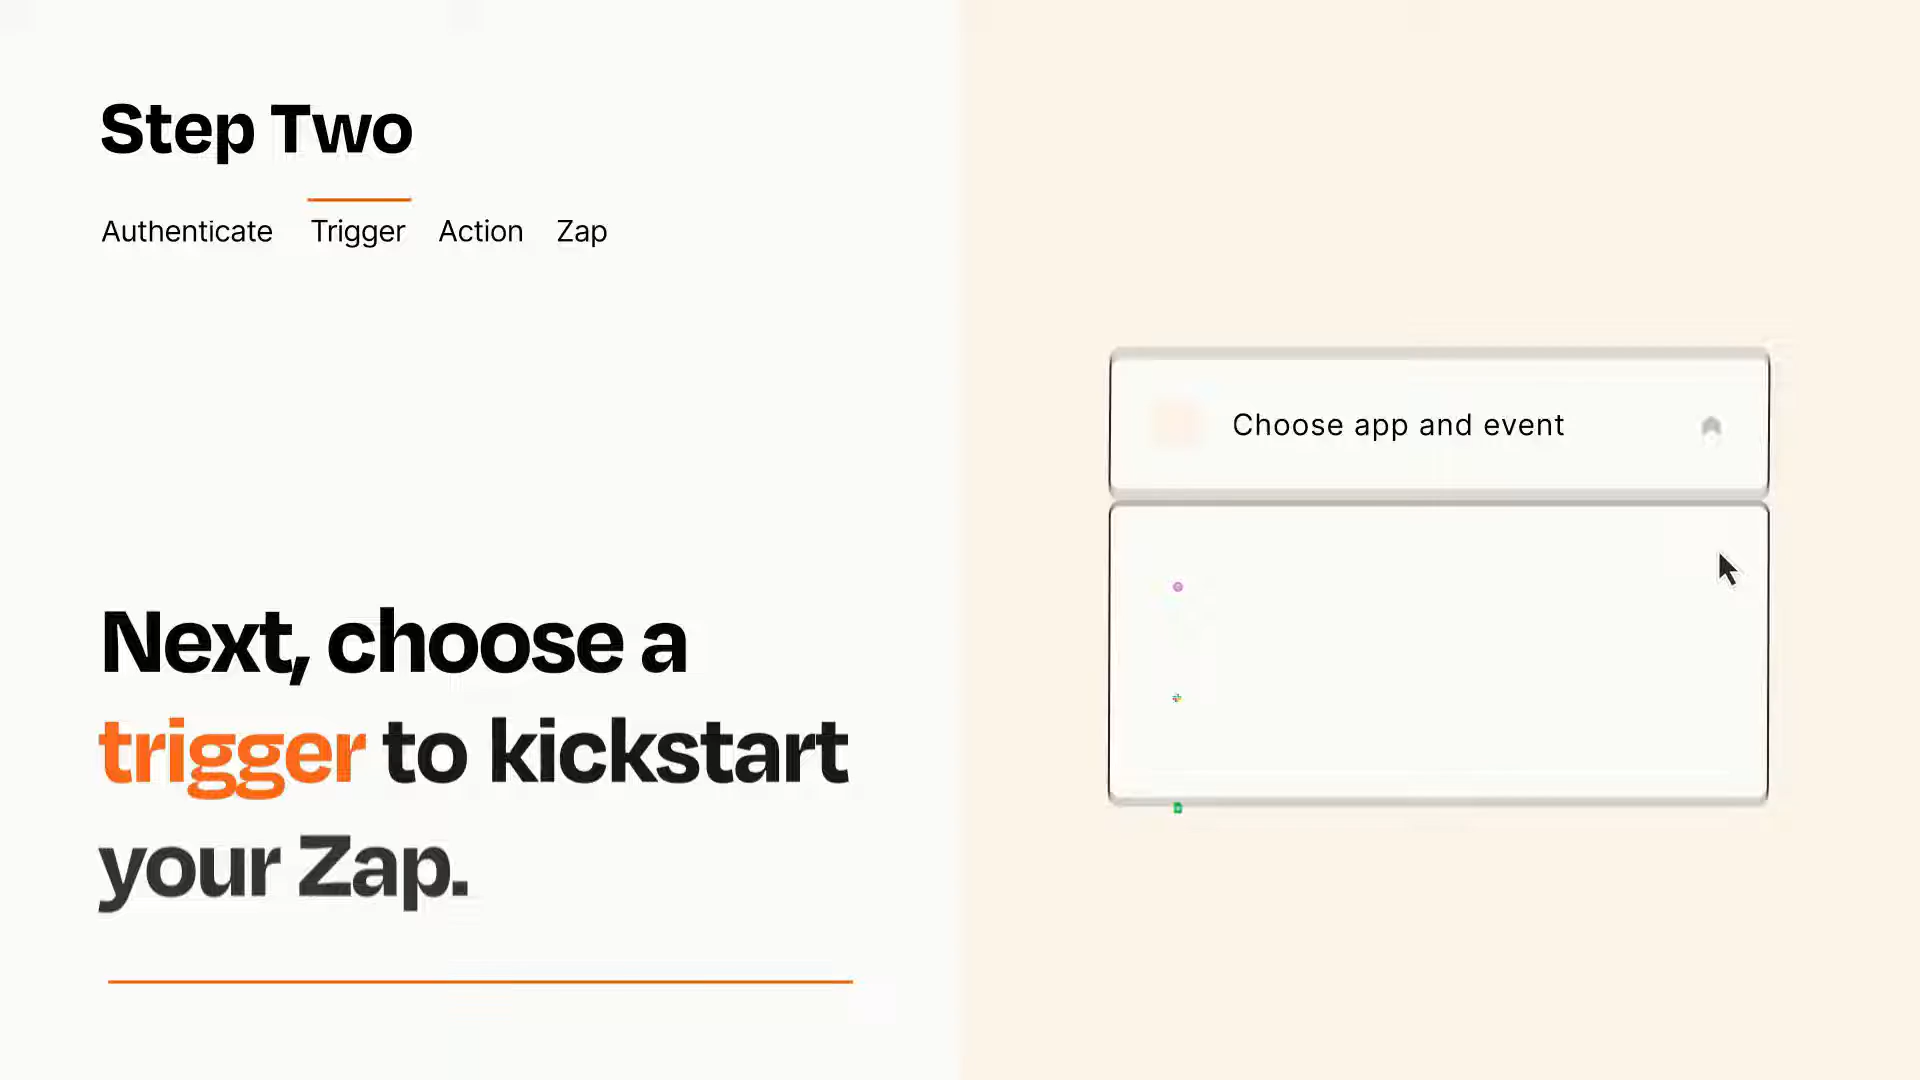 Step Two
Authenticate Trigger Action Zap
Next, choose a
trigger to kickstart
your Zap.
Choose app and event